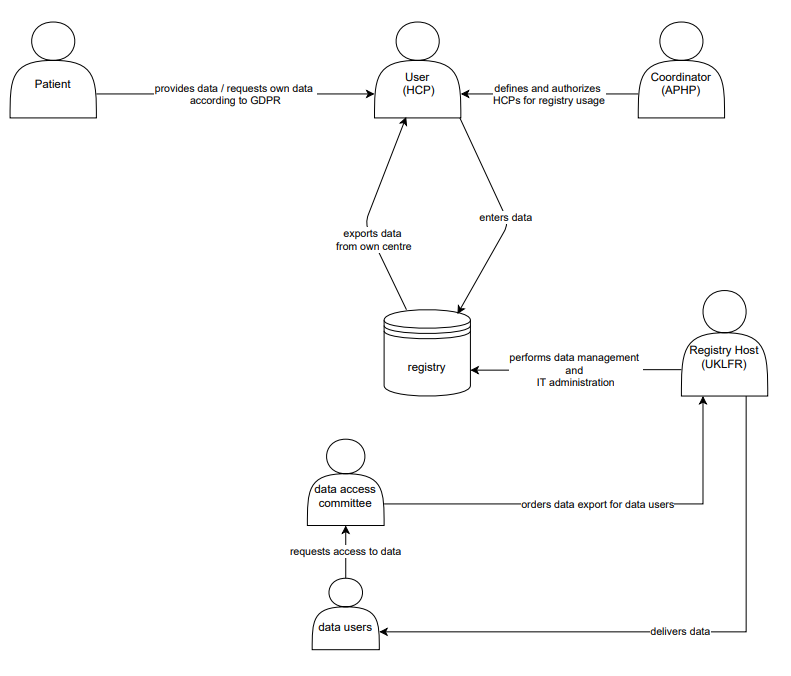 Patient
provides data / requests own data
according to GDPR
User
(HCP)
defines and authorizes
HCPs for registry usage
Coordinator
(APHP)
exports data
from own centre
enters data
registry
performs data management
and
IT administration
Registry Host
(UKLFR)
data access
committee
orders data export for data users
requests access to data
data users
delivers data